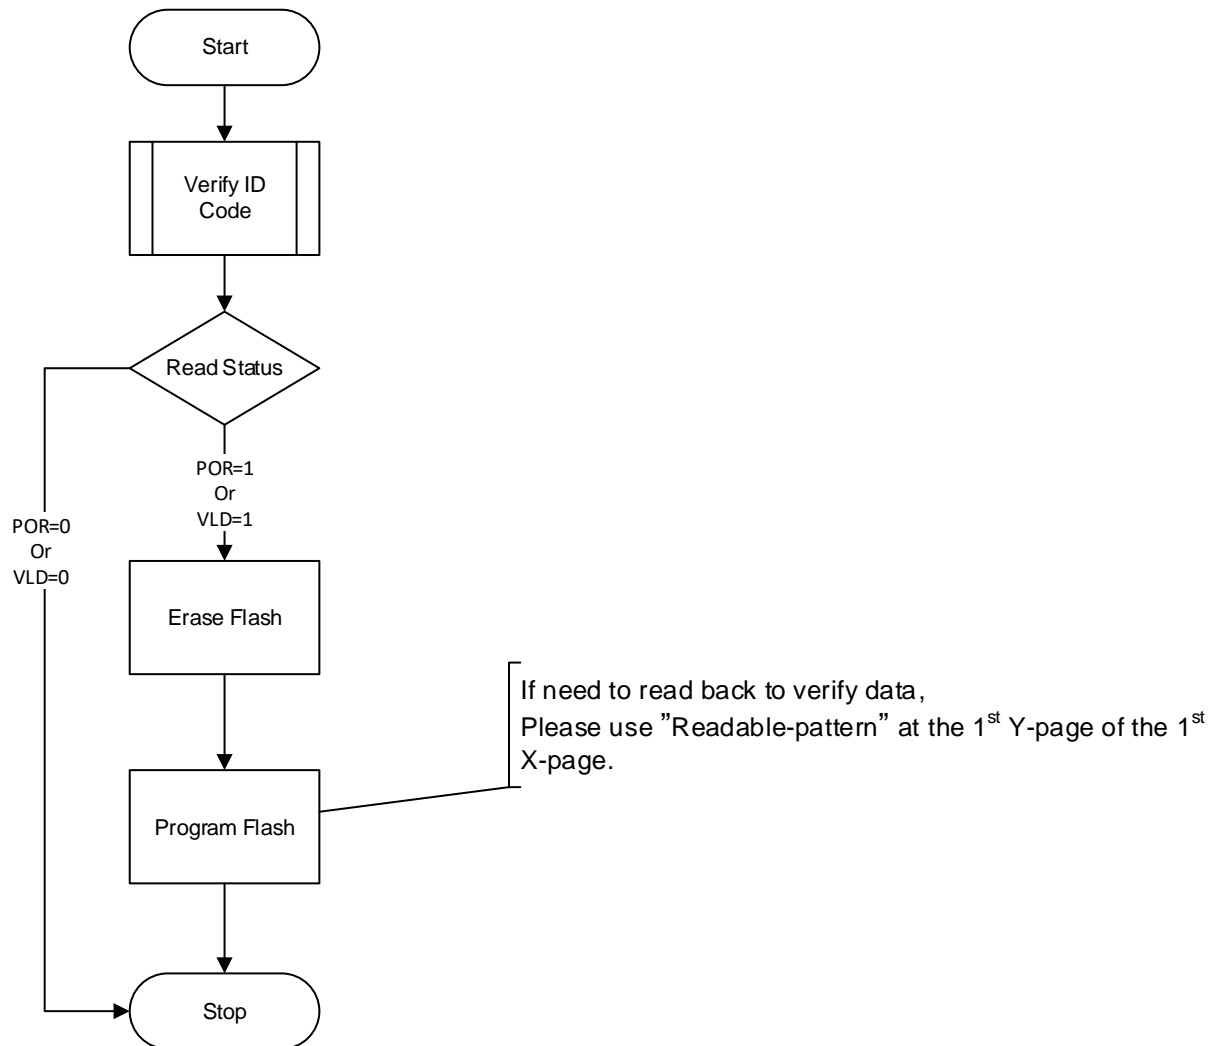 Start
Verify ID
Code
Read Status
POR=1
Or
VLD=1
POR=0
Or
VLD=0
Erase Flash
If need to read back to verify data,
Please use ”Readable-pattern” at the 1st Y-page of the 1st
X-page.
Program Flash
Stop